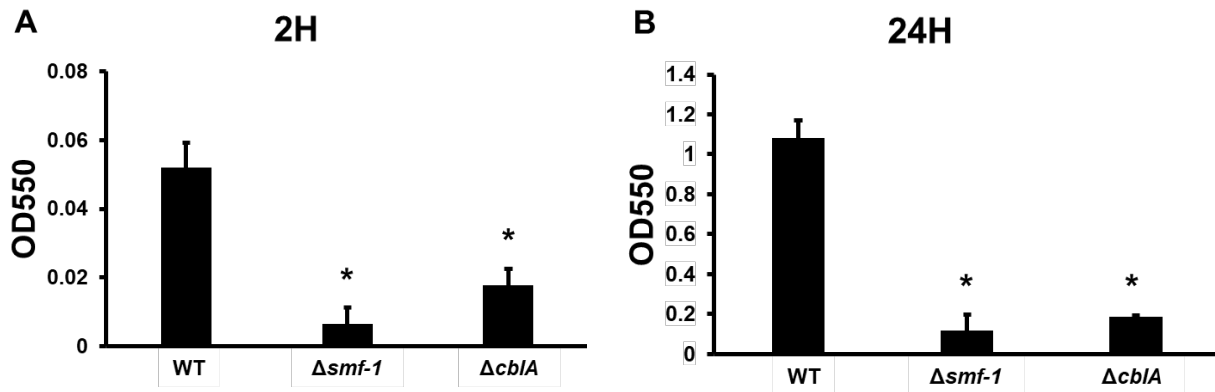 A
2H
OD550
0.08
0.06
0.04
0.02
0
*
*
WT
Δsmf-1
ΔcblA
B
24H
OD550
1.4
1.2
1
0.8
0.6
0.4
0.2
0
*
*
WT
Δsmf-1
ΔcblA